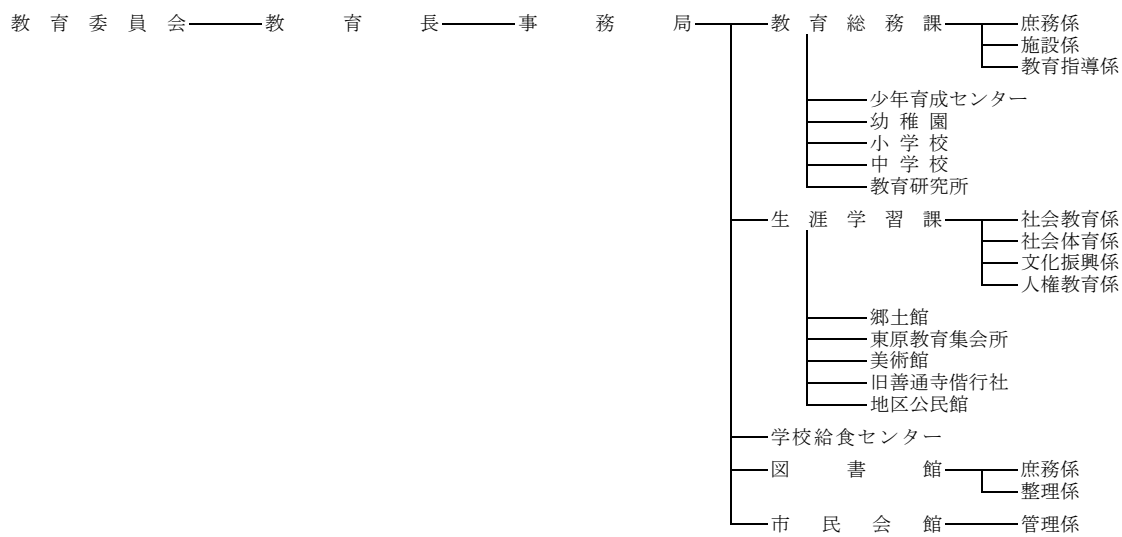 教育委員会 教育長 事務局 教育総務課 庶務係
施設係
教育指導係
少年育成センター
幼稚園
小学校
中学校
教育研究所
生涯学習課 社会教育係
社会体育係
文化振興係
人権教育係
郷土館
東原教育集会所
美術館
旧善通寺偕行社
地区公民館
学校給食センター
図書館 庶務係
整理係
市民会館 管理係